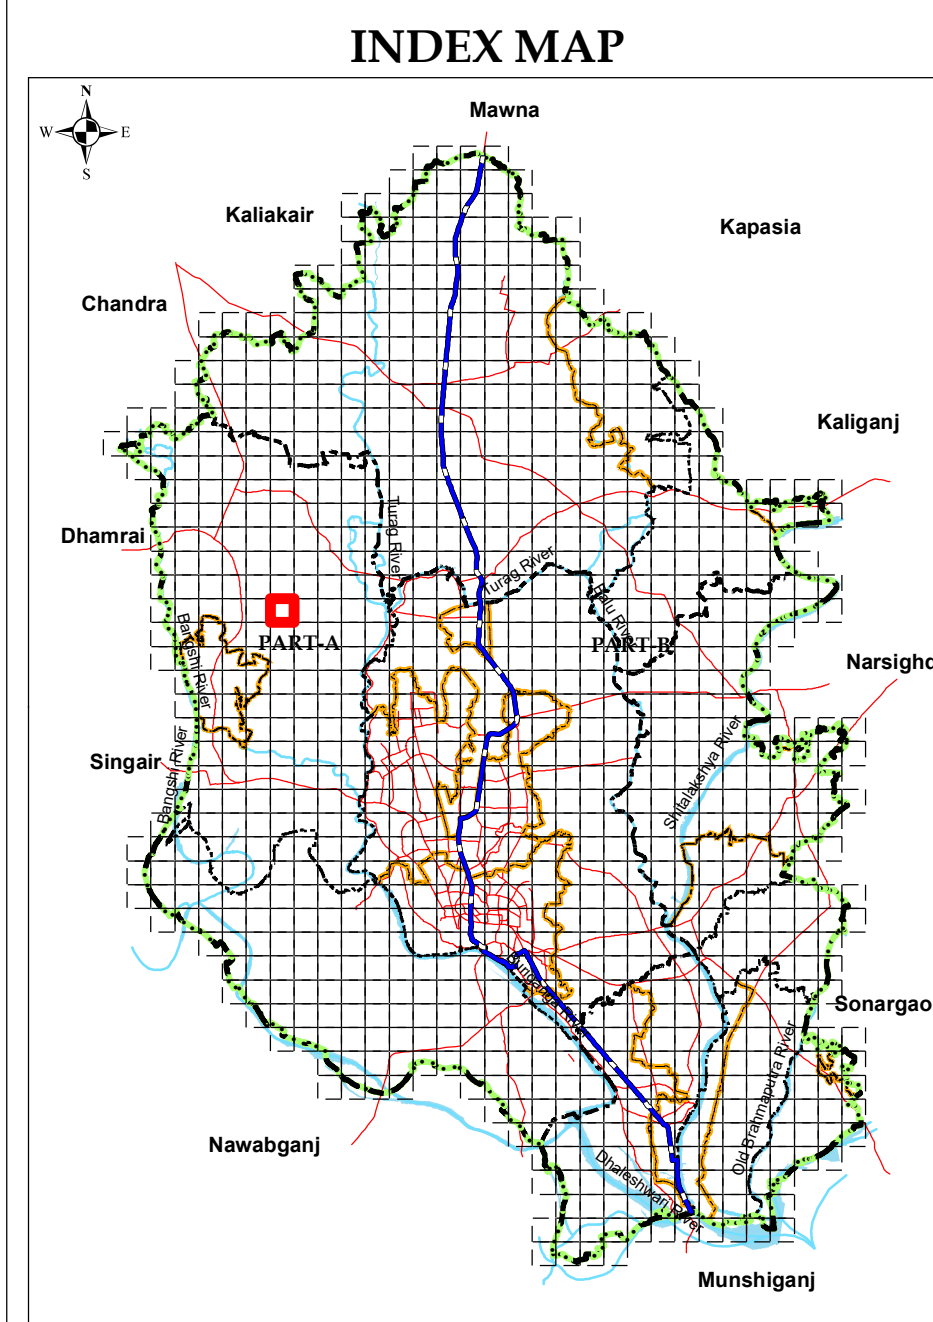 INDEX MAP
N
W E
S
Mawna
Kaliakair
Kapasia
Chandra
Kaliganj
Turag River
Dhamrai
Turag River
Balu River
Bangshi River
PART-A
PART-B
Narsighd
Shitalakshya River
Bangshi River
Singair
Buriganga River
Sonargao
Old Brahmaputra River
Nawabganj
Dhaleshwari River
Munshiganj